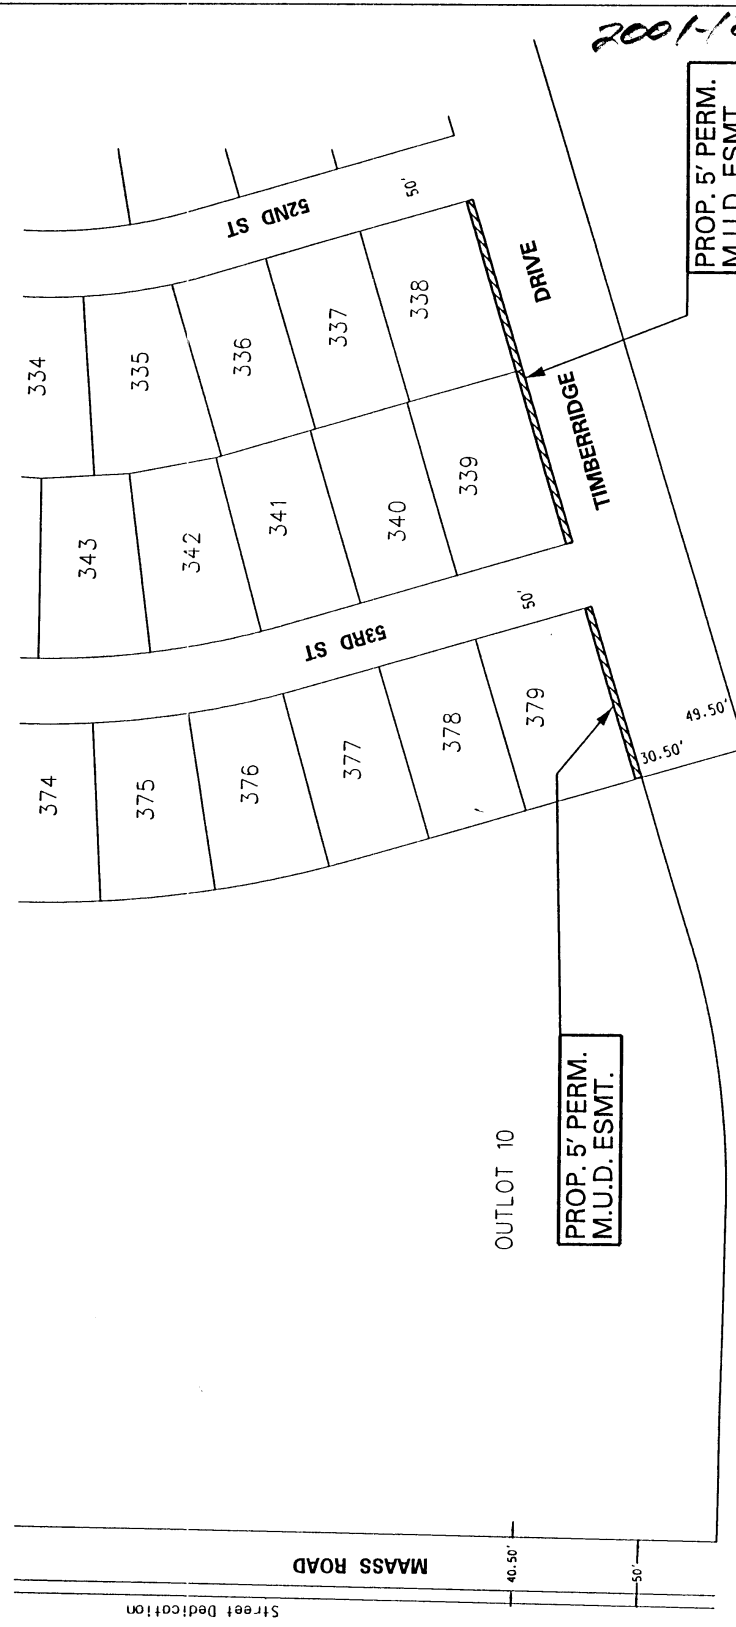 2001-1
PROP. 5' PERM.
M.U.D. ESMT.
52ND ST
50'
334
335
336
337
338
DRIVE
TIMBERRIDGE
343
342
341
340
339
53RD ST
50'
374
375
376
377
378
379
30.50'
49.50'
OUTLOT 10
PROP. 5' PERM.
M.U.D. ESMT.
MAASS ROAD
40.50'
50'
Street Dedication